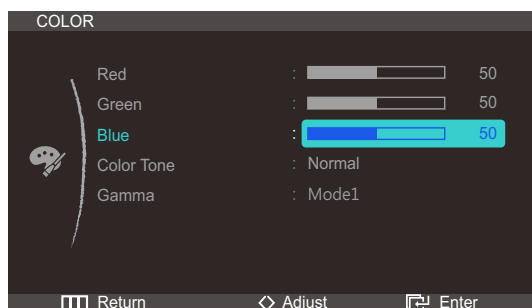 COLOR
Red : 50
Green : 50
Blue : 50
Color Tone : Normal
Gamma : Mode1
Return Adjust Enter